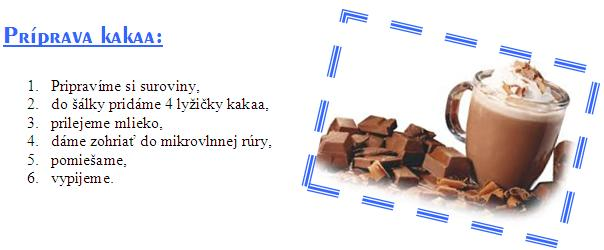 Príprava kakaa:
1. Pripravíme si suroviny,
2. do šálky pridáme 4 lyžičky kakaa,
3. prilejeme mlieko,
4. dáme zohriať do mikrovlnnej rúry,
5. pomiešame,
6. vypijeme.